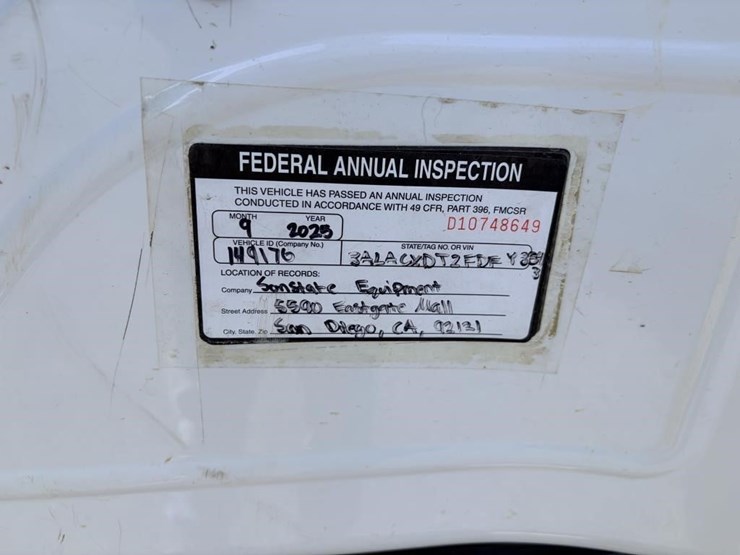 FEDERAL ANNUAL INSPECTION
THIS VEHICLE HAS PASSED AN ANNUAL INSPECTION
CONDUCTED IN ACCORDANCE WITH 49 CFR, PART 396, FMCSR
MONTH YEAR D10748649
9 2025
VEHICLE ID (Company No.) STATE/TAG NO. OR VIN
149176
LOCATION OF RECORDS:
Company Sunstate Equipment
Street Address 5590 Eastgate Mall
City, State, Zip San Diego, CA, 92131